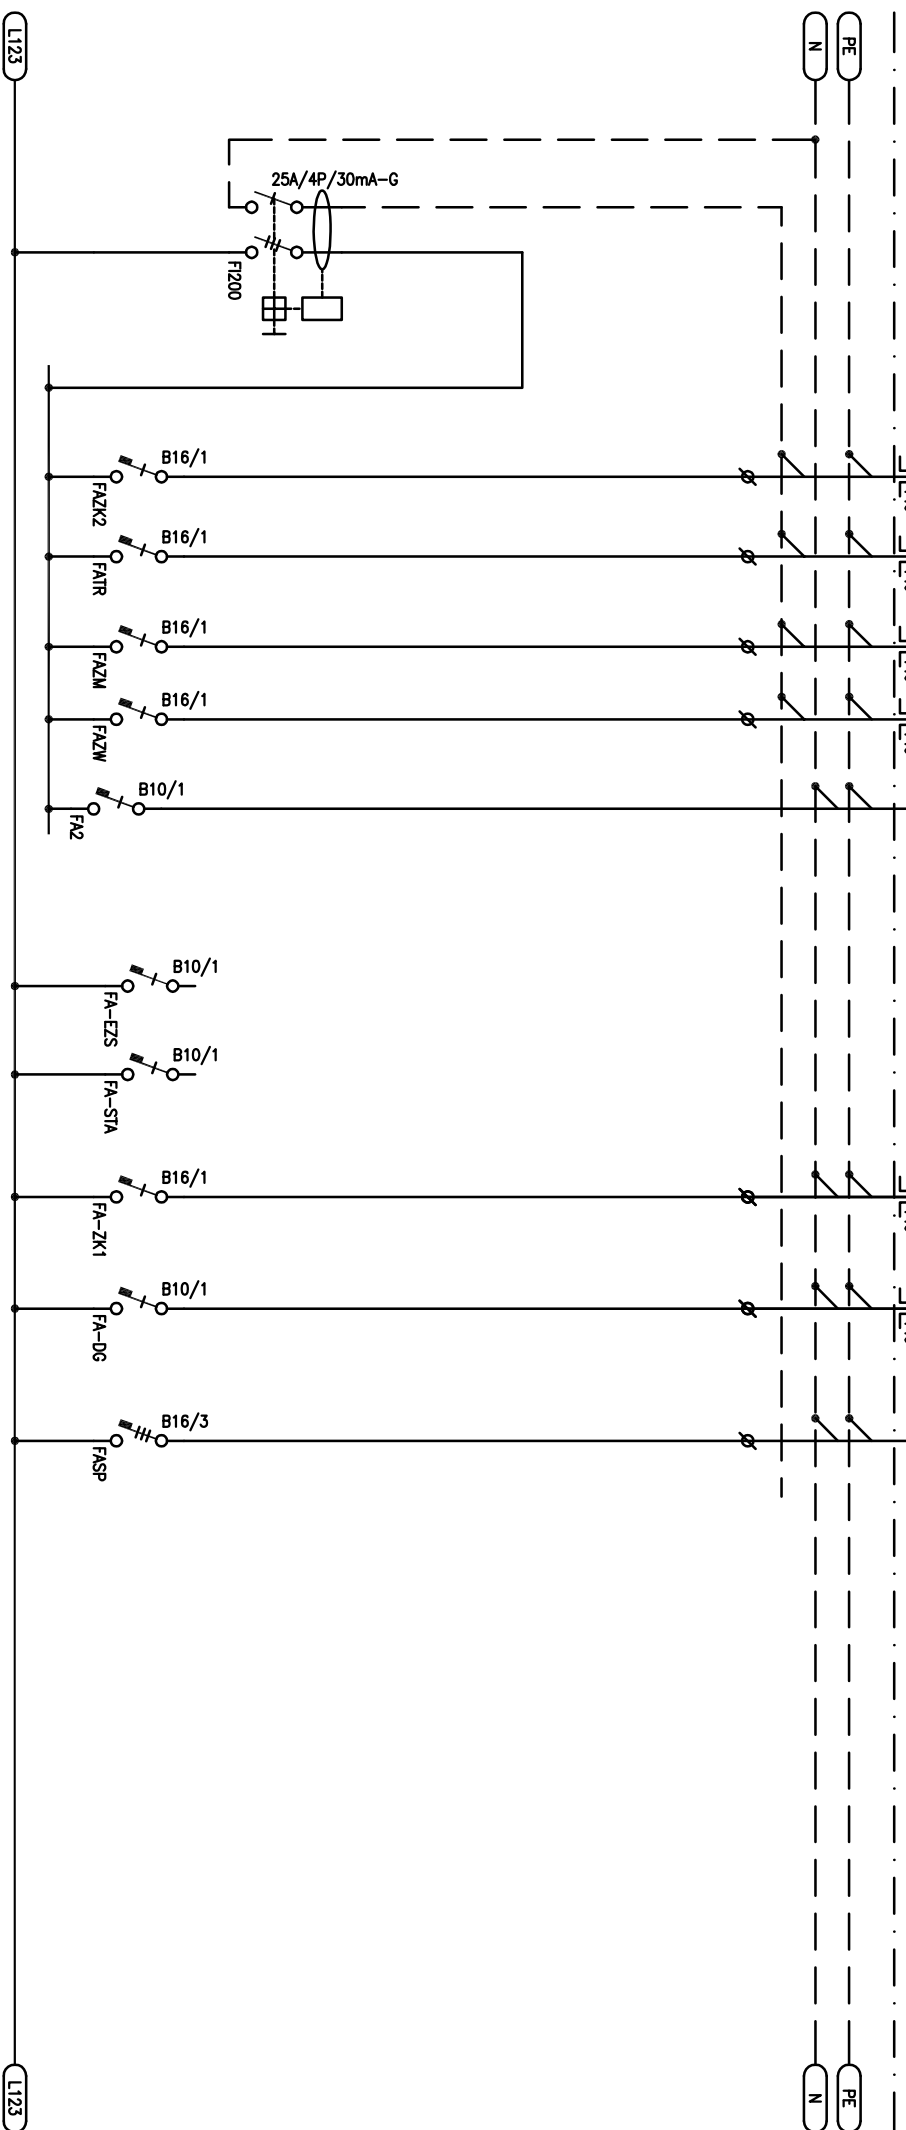 L123
N
PE
25A/4P/30mA-G
FI200
B16/1
FAZK2
B16/1
FATR
B16/1
FAZM
B16/1
FAZW
B10/1
FA2
B10/1
FA-EZS
B10/1
FA-STA
B16/1
FA-ZK1
B10/1
FA-DG
B16/3
FASP
L123
N
PE